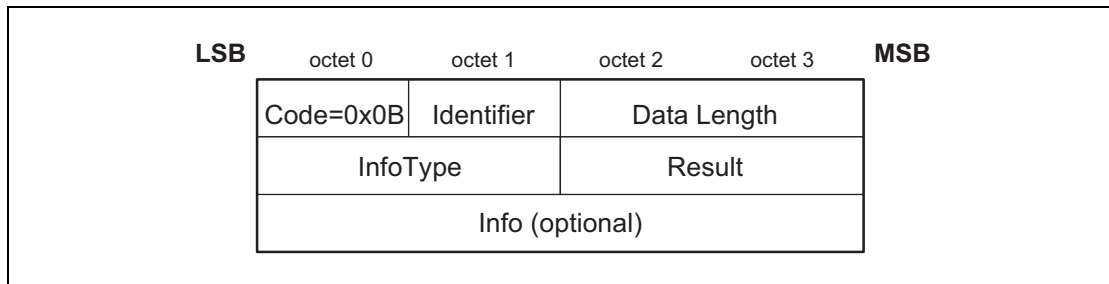 LSB octet 0 octet 1 octet 2 octet 3 MSB
Code=0x0B Identifier Data Length
InfoType Result
Info (optional)